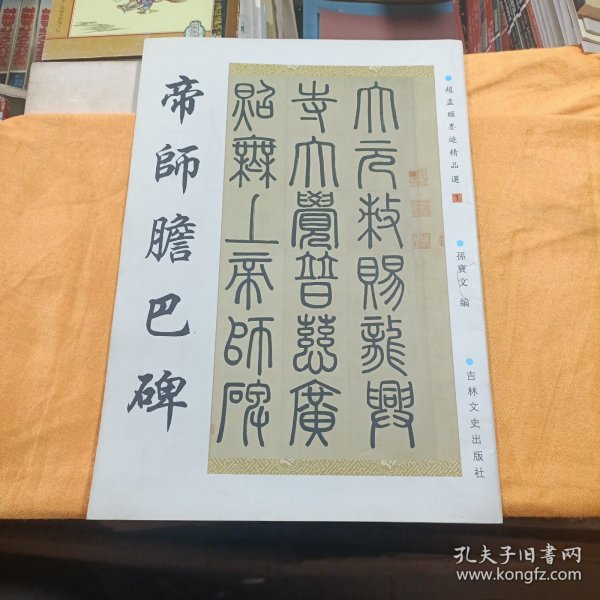 帝師膽巴碑
大元敕賜龍興
寺大覺普慈廣
照無上帝師碑
趙孟頫墨迹精品選
1
孫寶文 編
吉林文史出版社
孔夫子旧书网
www.kongfz.com